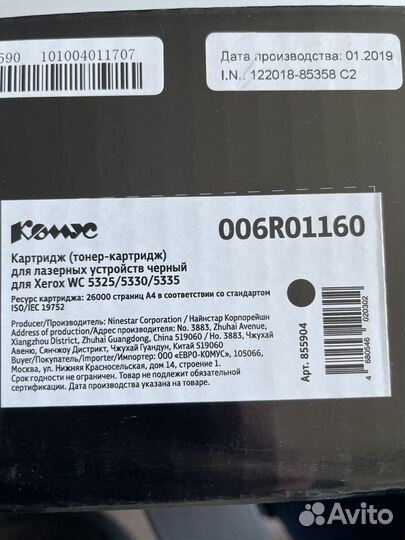 590 101004011707
Дата производства: 01.2019
I.N.: 122018-85358 C2
Комус
006R01160
Картридж (тонер-картридж)
для лазерных устройств черный
для Xerox WC 5325/5330/5335
Ресурс картриджа: 26000 страниц А4 в соответствии со стандартом
ISO/IEC 19752
Producer/Производитель: Ninestar Corporation / Найнстар Корпорейшн
Address of production/Адрес производителя: No. 3883, Zhuhai Avenue,
Xiangzhou District, Zhuhai Guangdong, China 519060 / Но. 3883, Чжухай
Авеню, Сянчжоу Дистрикт, Чжухай Гуандун, Китай 519060
Buyer/Покупатель/Importer/Импортер: ООО «ЕВРО-КОМУС», 105066,
Москва, ул. Нижняя Красносельская, дом 14, строение 1.
Срок годности не ограничен. Товар не подлежит обязательной
сертификации. Дата производства указана на товаре.
Арт. 855904
4 680546 020302
Avito